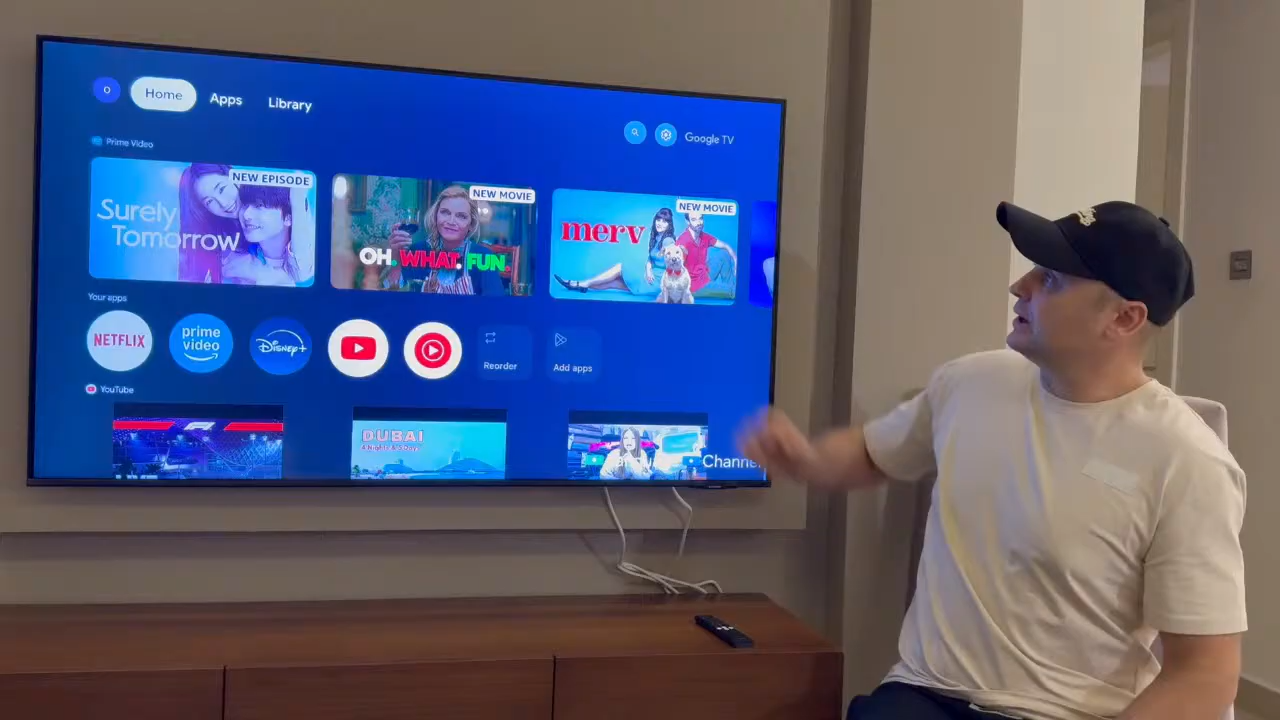 O
Home
Apps
Library
Google TV
Prime Video
NEW EPISODE
Surely
Tomorrow
NEW MOVIE
OH. WHAT. FUN.
NEW MOVIE
merv
Your apps
NETFLIX
prime
video
Disney+
Reorder
Add apps
YouTube
DUBAI
Channel